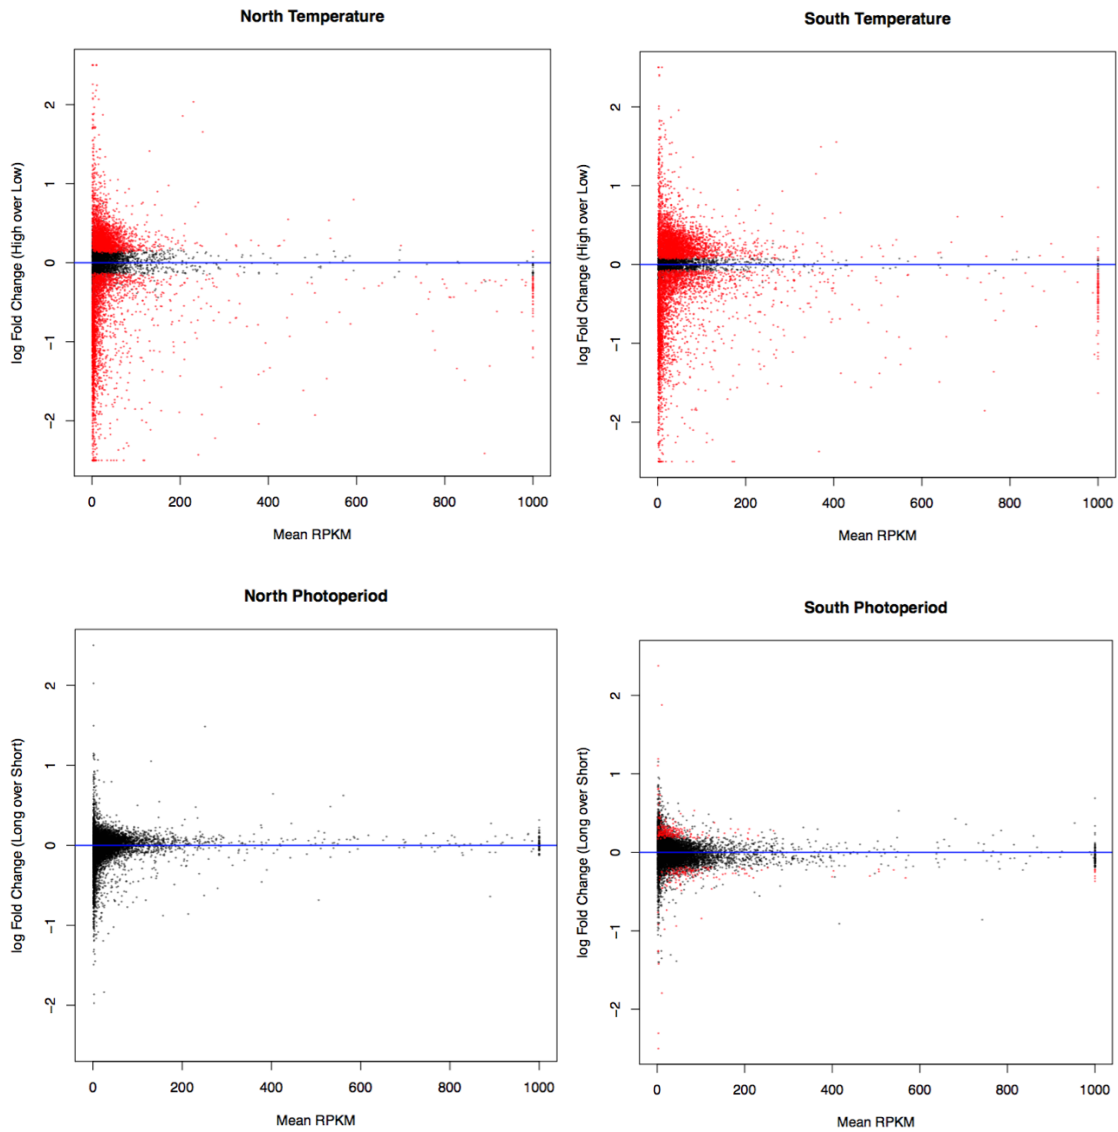 North Temperature
log Fold Change (High over Low)
2
1
0
−1
−2
0 200 400 600 800 1000
Mean RPKM
South Temperature
log Fold Change (High over Low)
2
1
0
−1
−2
0 200 400 600 800 1000
Mean RPKM
North Photoperiod
log Fold Change (Long over Short)
2
1
0
−1
−2
0 200 400 600 800 1000
Mean RPKM
South Photoperiod
log Fold Change (Long over Short)
2
1
0
−1
−2
0 200 400 600 800 1000
Mean RPKM